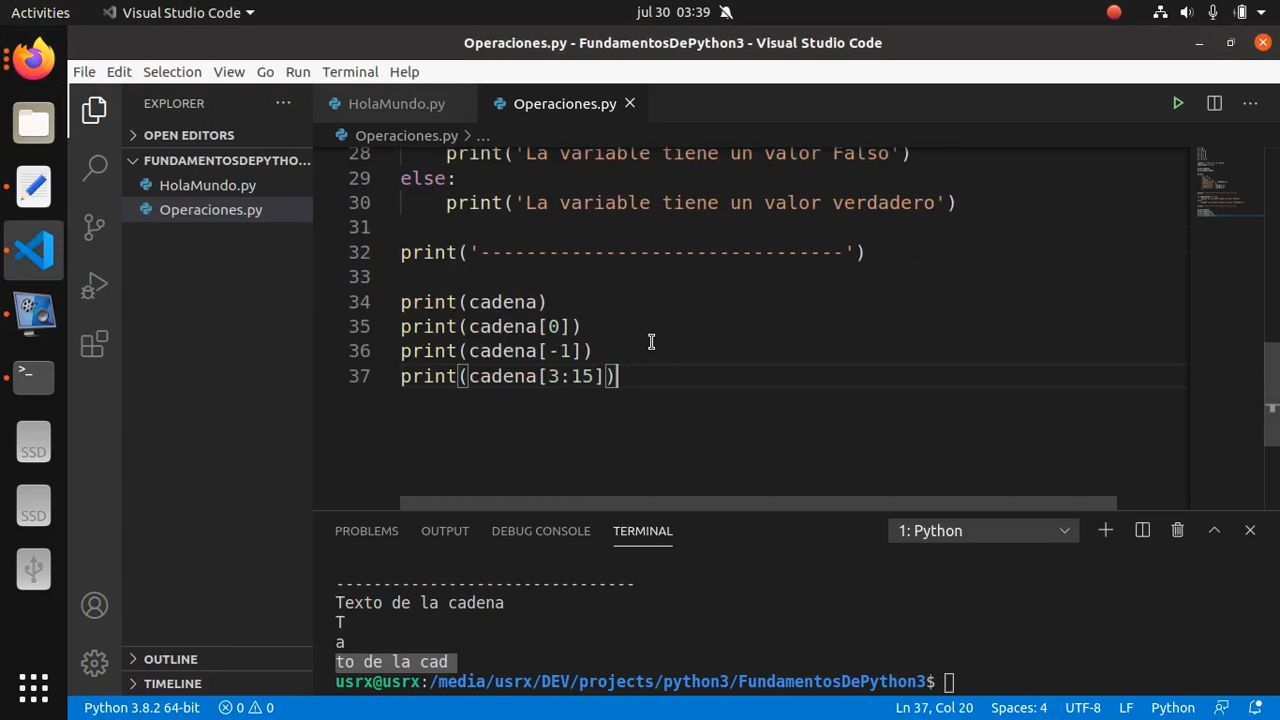 Activities
Visual Studio Code
jul 30 03:39
Operaciones.py - FundamentosDePython3 - Visual Studio Code
File Edit Selection View Go Run Terminal Help
EXPLORER
OPEN EDITORS
FUNDAMENTOSDEPYTHO...
HolaMundo.py
Operaciones.py
OUTLINE
TIMELINE
HolaMundo.py
Operaciones.py
Operaciones.py > ...
28 print('La variable tiene un valor Falso')
29 else:
30 print('La variable tiene un valor verdadero')
31
32 print('--------------------------------')
33
34 print(cadena)
35 print(cadena[0])
36 print(cadena[-1])
37 print(cadena[3:15])
PROBLEMS OUTPUT DEBUG CONSOLE TERMINAL
1: Python
--------------------------------
Texto de la cadena
T
a
to de la cad
usrx@usrx:/media/usrx/DEV/projects/python3/FundamentosDePython3$
SSD
SSD
Python 3.8.2 64-bit
0
0
Ln 37, Col 20
Spaces: 4
UTF-8
LF
Python